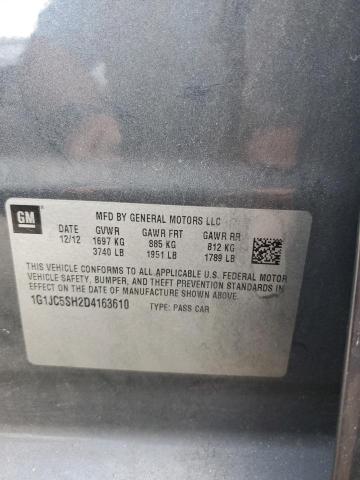 GM
MFD BY GENERAL MOTORS LLC
DATE GVWR GAWR FRT GAWR RR
12/12 1697 KG 885 KG 812 KG
3740 LB 1951 LB 1789 LB
THIS VEHICLE CONFORMS TO ALL APPLICABLE U.S. FEDERAL MOTOR
VEHICLE SAFETY, BUMPER, AND THEFT PREVENTION STANDARDS
IN EFFECT ON THE DATE OF MANUFACTURE SHOWN ABOVE.
1G1JC5SH2D4163610 TYPE: PASS CAR